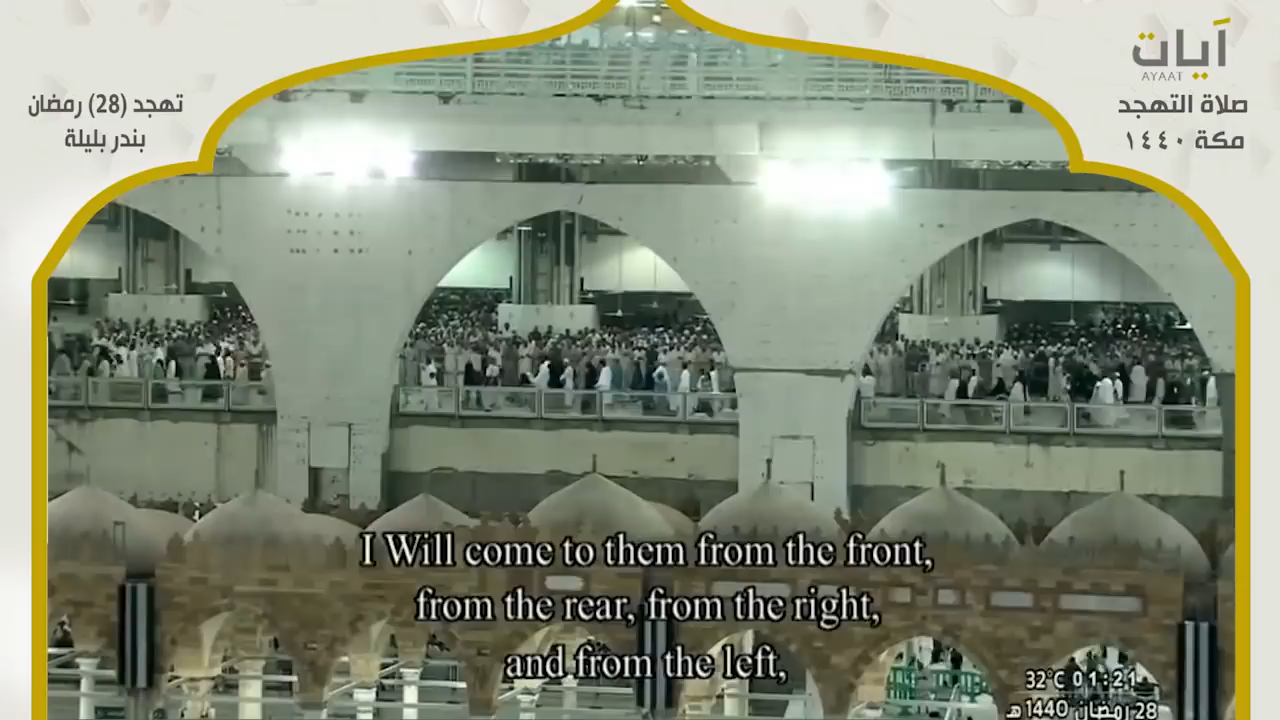 آيات
AYAAT
صلاة التهجد
مكة ١٤٤٠
تهجد (28) رمضان
بندر بليلة
I Will come to them from the front,
from the rear, from the right,
and from the left,
32°C 01:21
28 رمضان 1440هـ